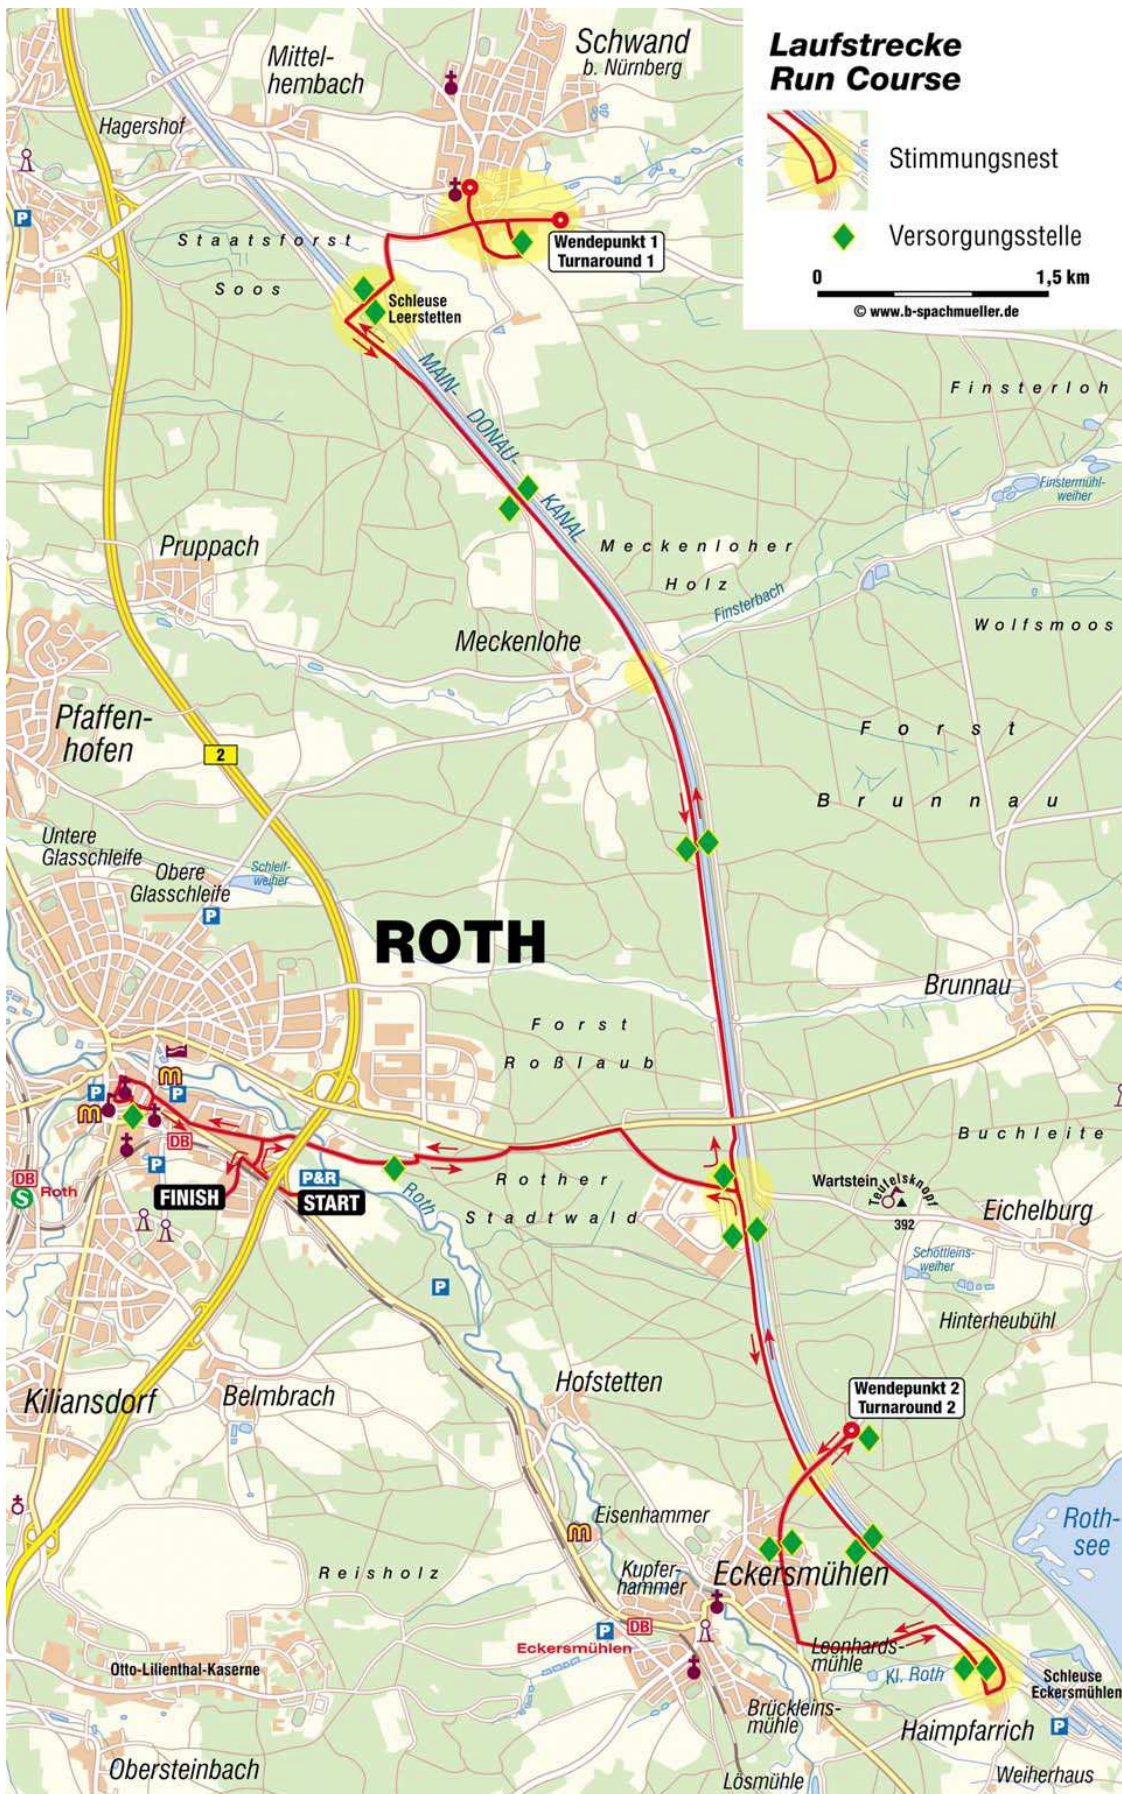 Laufstrecke
Run Course
Stimmungsnest
Versorgungsstelle
0 1,5 km
© www.b-spachmueller.de
Schwand
b. Nürnberg
Mittel-
hembach
Hagershof
P
Staatsforst
Soos
Wendepunkt 1
Turnaround 1
Schleuse
Leerstetten
MAIN-
DONAU-
KANAL
Finsterloh
Finstermühl-
weiher
Pruppach
Meckenloher
Holz
Finsterbach
Wolfsmoos
Meckenlohe
Pfaffen-
hofen
2
Forst
Brunnau
Untere
Glasschleife
Obere
Glasschleife
Schleif-
weiher
P
ROTH
Brunnau
Forst
Roßlaub
m
P
P
m
DB
P
Buchleite
DB
S
Roth
FINISH
P&R
START
Roth
Rother
Stadtwald
Wartstein
Teufelsknopf
392
Eichelburg
Schöttleins-
weiher
P
Hinterheubühl
Kiliansdorf
Belmbrach
Hofstetten
Wendepunkt 2
Turnaround 2
Roth-
see
m
Eisenhammer
Reisholz
Kupfer-
hammer
Eckersmühlen
P
DB
Eckersmühlen
Leonhards-
mühle
Kl. Roth
Otto-Lilienthal-Kaserne
Schleuse
Eckersmühlen
Brückleins-
mühle
Haimpfarrich
P
Obersteinbach
Lösmühle
Weiherhaus